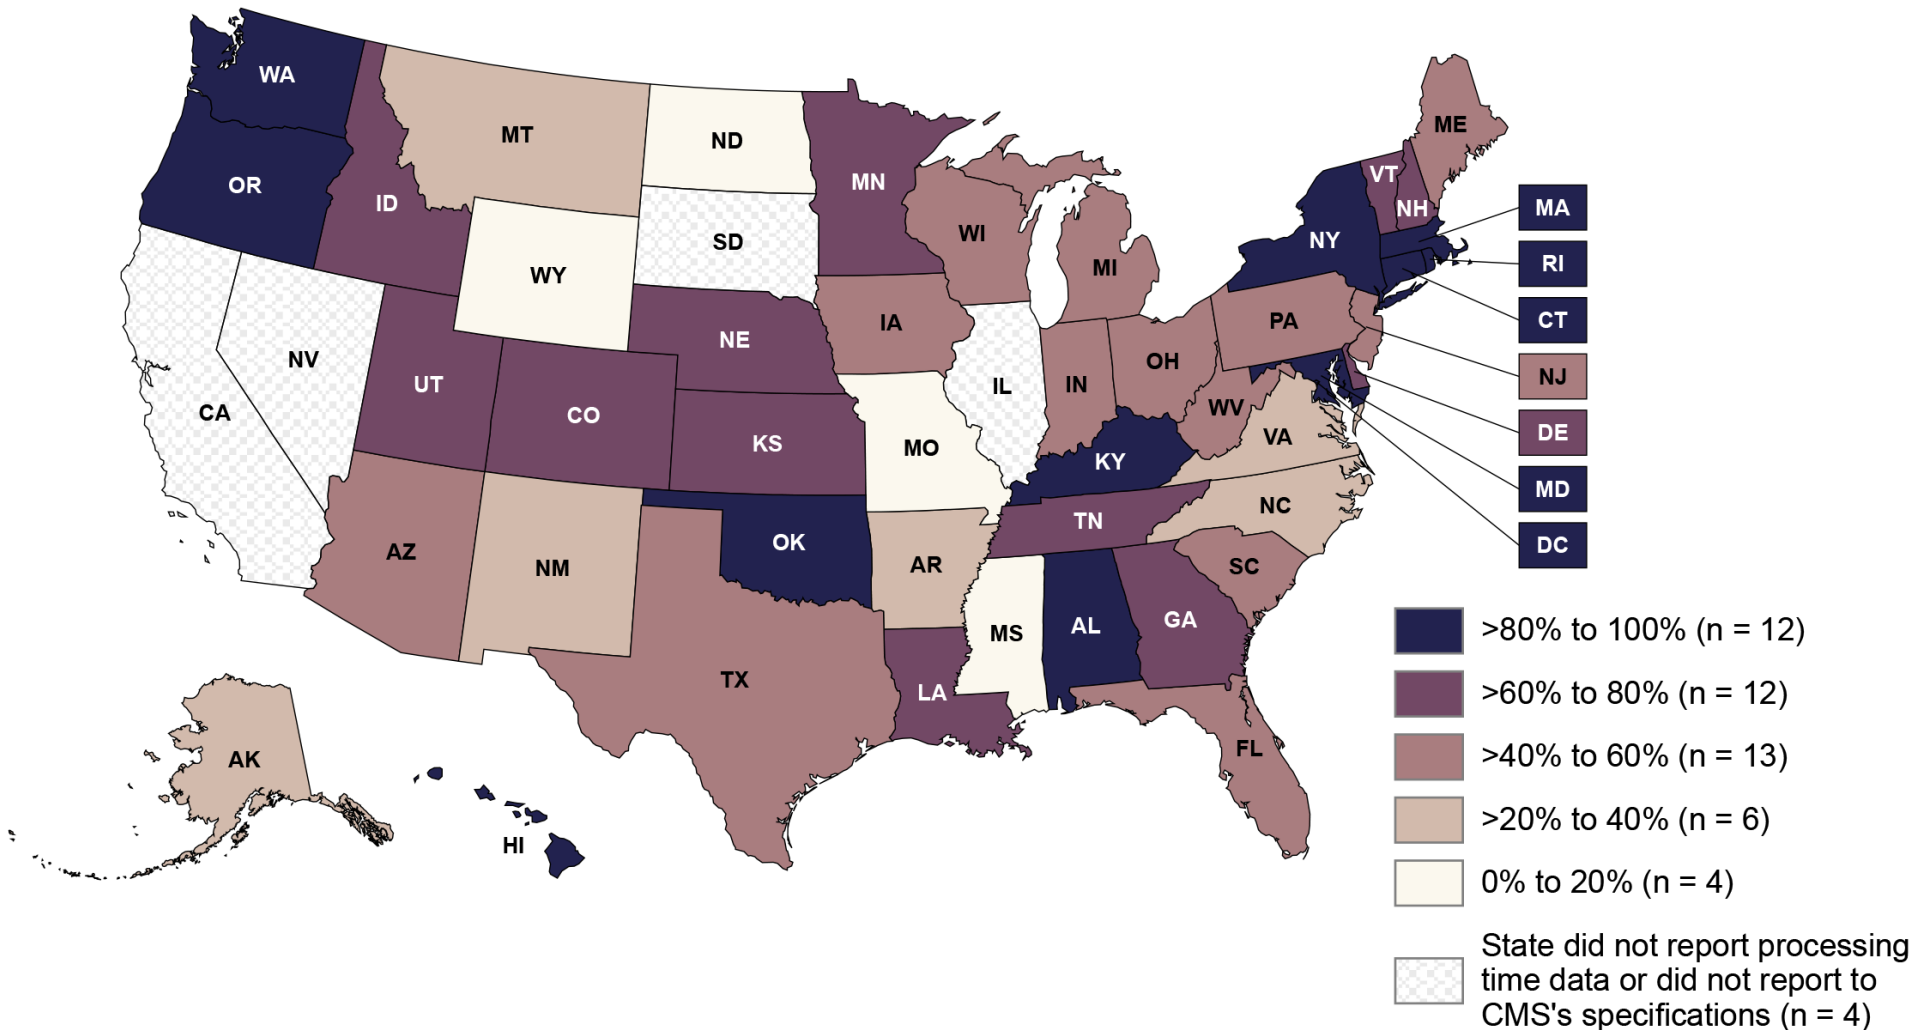 WA
MT
ND
MN
ME
OR
ID
VT
NH
MA
SD
WI
NY
RI
WY
MI
CT
NE
IA
PA
NV
UT
IL
IN
OH
NJ
CA
CO
KS
MO
WV
VA
DE
KY
MD
NC
TN
AZ
NM
OK
AR
SC
DC
MS
AL
GA
TX
LA
FL
AK
HI
>80% to 100% (n = 12)
>60% to 80% (n = 12)
>40% to 60% (n = 13)
>20% to 40% (n = 6)
0% to 20% (n = 4)
State did not report processing
time data or did not report to
CMS's specifications (n = 4)